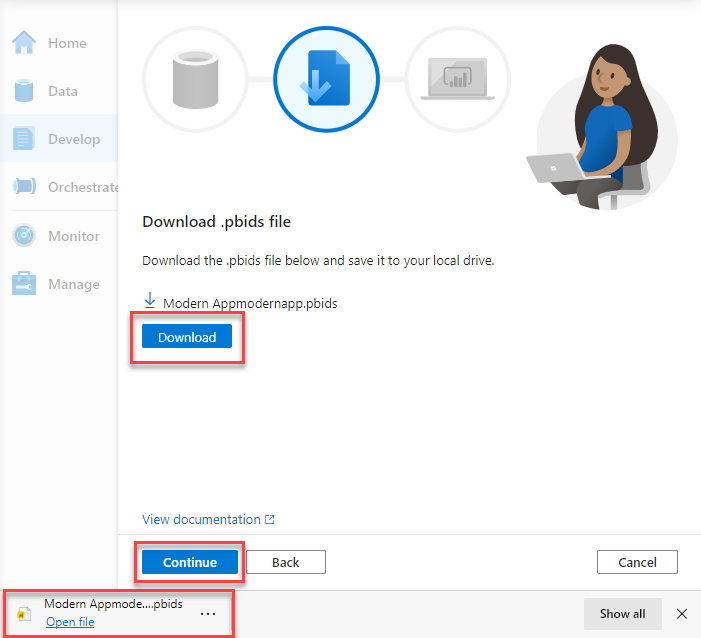 Home
Data
Develop
Orchestrate
Monitor
Manage
Download .pbids file
Download the .pbids file below and save it to your local drive.
Modern Appmodernapp.pbids
Download
View documentation
Continue
Back
Cancel
Modern Appmode....pbids
Open file
...
Show all